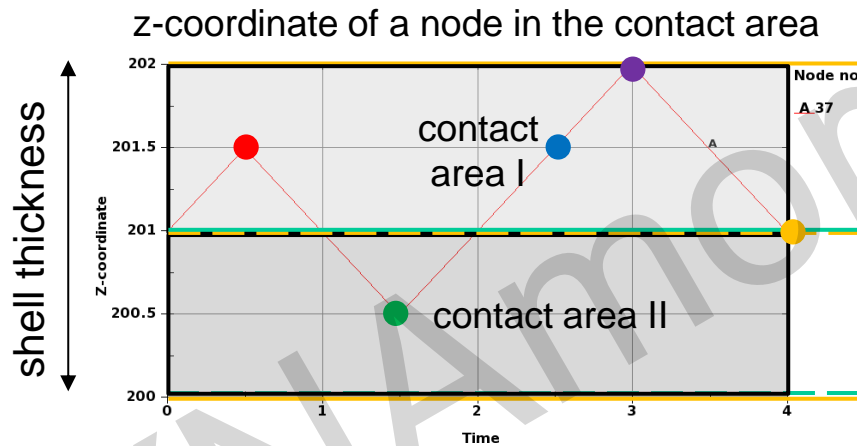 z-coordinate of a node in the contact area
shell thickness
Z-coordinate
202
201.5
201
200.5
200
contact
area I
contact area II
A
Node no
A 37
0
1
2
3
4
Time